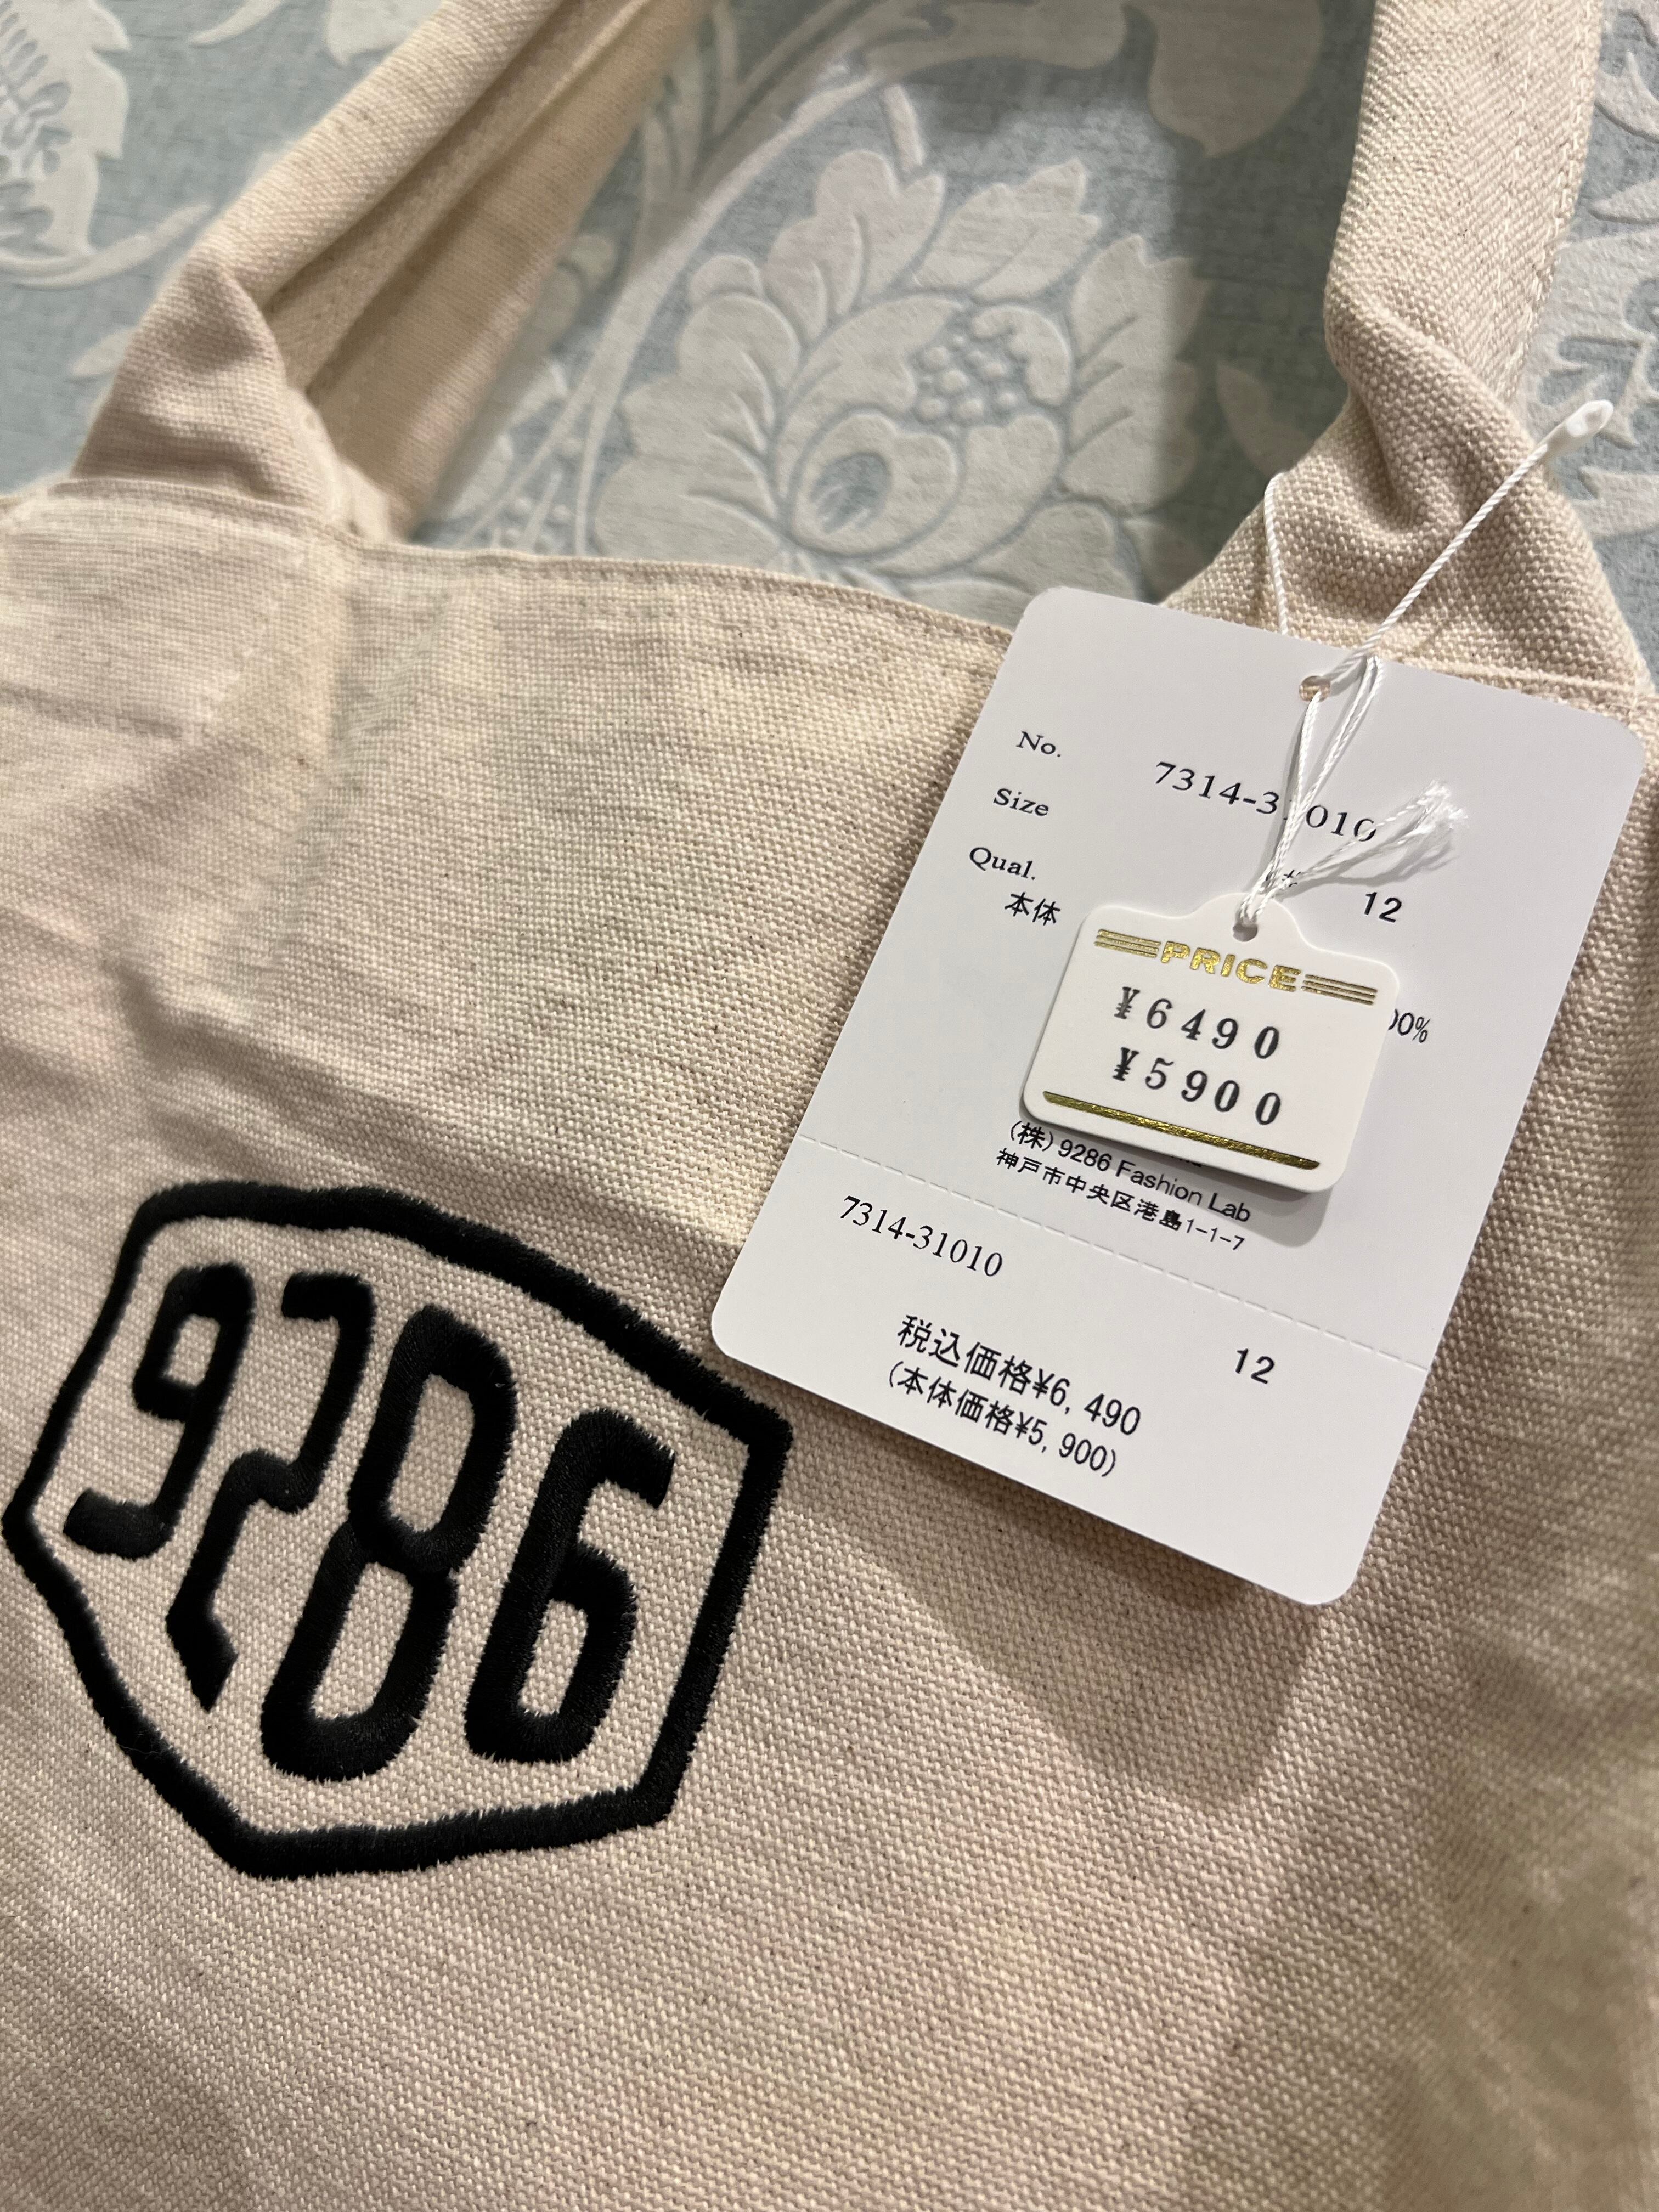 No. 7314-31010
Size 12
Qual.
本体
00%
PRICE
¥6490
¥5900
(株)9286 Fashion Lab
神戸市中央区港島1-1-7
7314-31010 12
税込価格¥6,490
(本体価格¥5,900)
9286